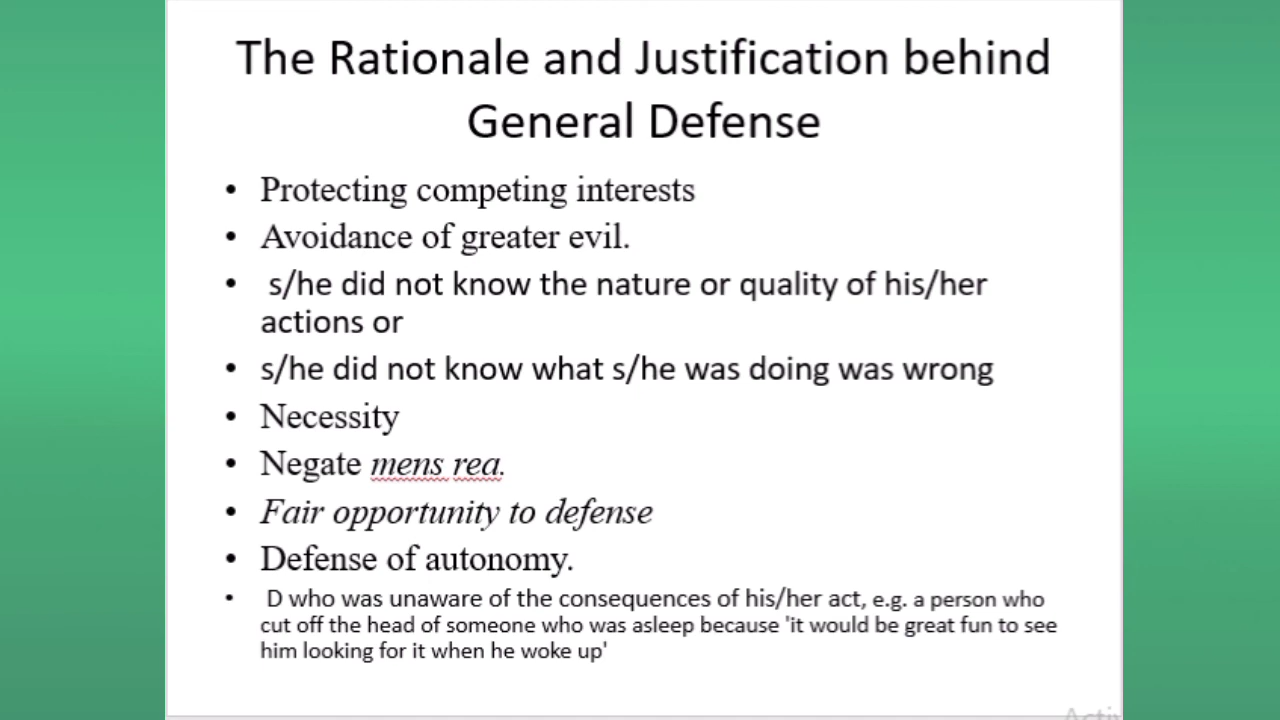 The Rationale and Justification behind
General Defense
• Protecting competing interests
• Avoidance of greater evil.
• s/he did not know the nature or quality of his/her
actions or
• s/he did not know what s/he was doing was wrong
• Necessity
• Negate mens rea.
• Fair opportunity to defense
• Defense of autonomy.
• D who was unaware of the consequences of his/her act, e.g. a person who
cut off the head of someone who was asleep because 'it would be great fun to see
him looking for it when he woke up'